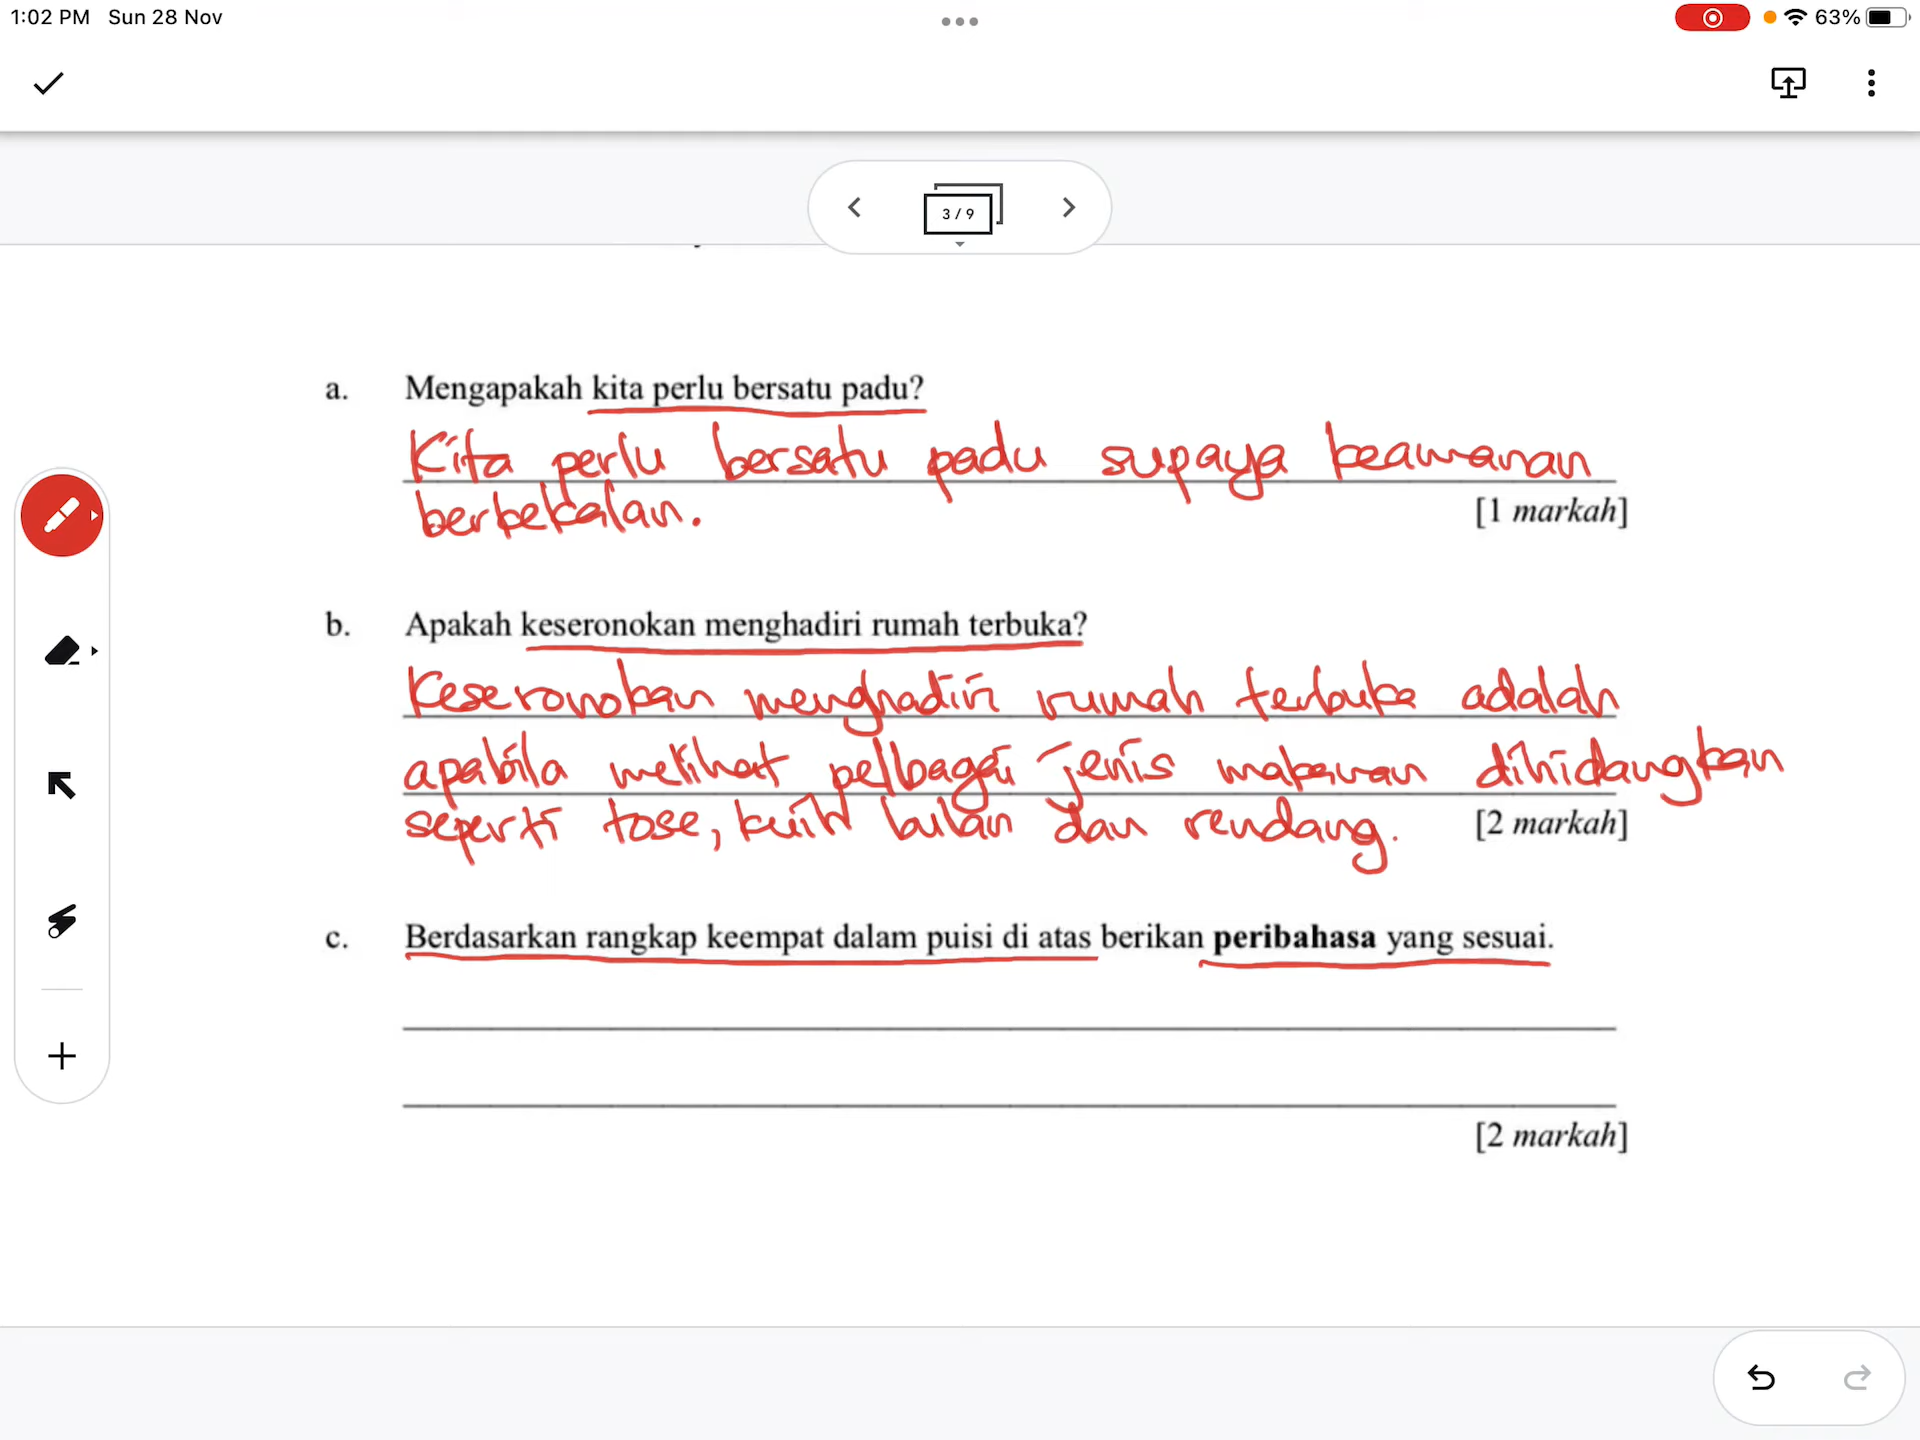 1:02 PM Sun 28 Nov
63%
3 / 9
a. Mengapakah kita perlu bersatu padu?
Kita perlu bersatu padu supaya keamanan
berkekalan.
[1 markah]
b. Apakah keseronokan menghadiri rumah terbuka?
Keseronokan menghadiri rumah terbuka adalah
apabila melihat pelbagai jenis makanan dihidangkan
seperti tose, kuih bulan dan rendang.
[2 markah]
c. Berdasarkan rangkap keempat dalam puisi di atas berikan peribahasa yang sesuai.
[2 markah]